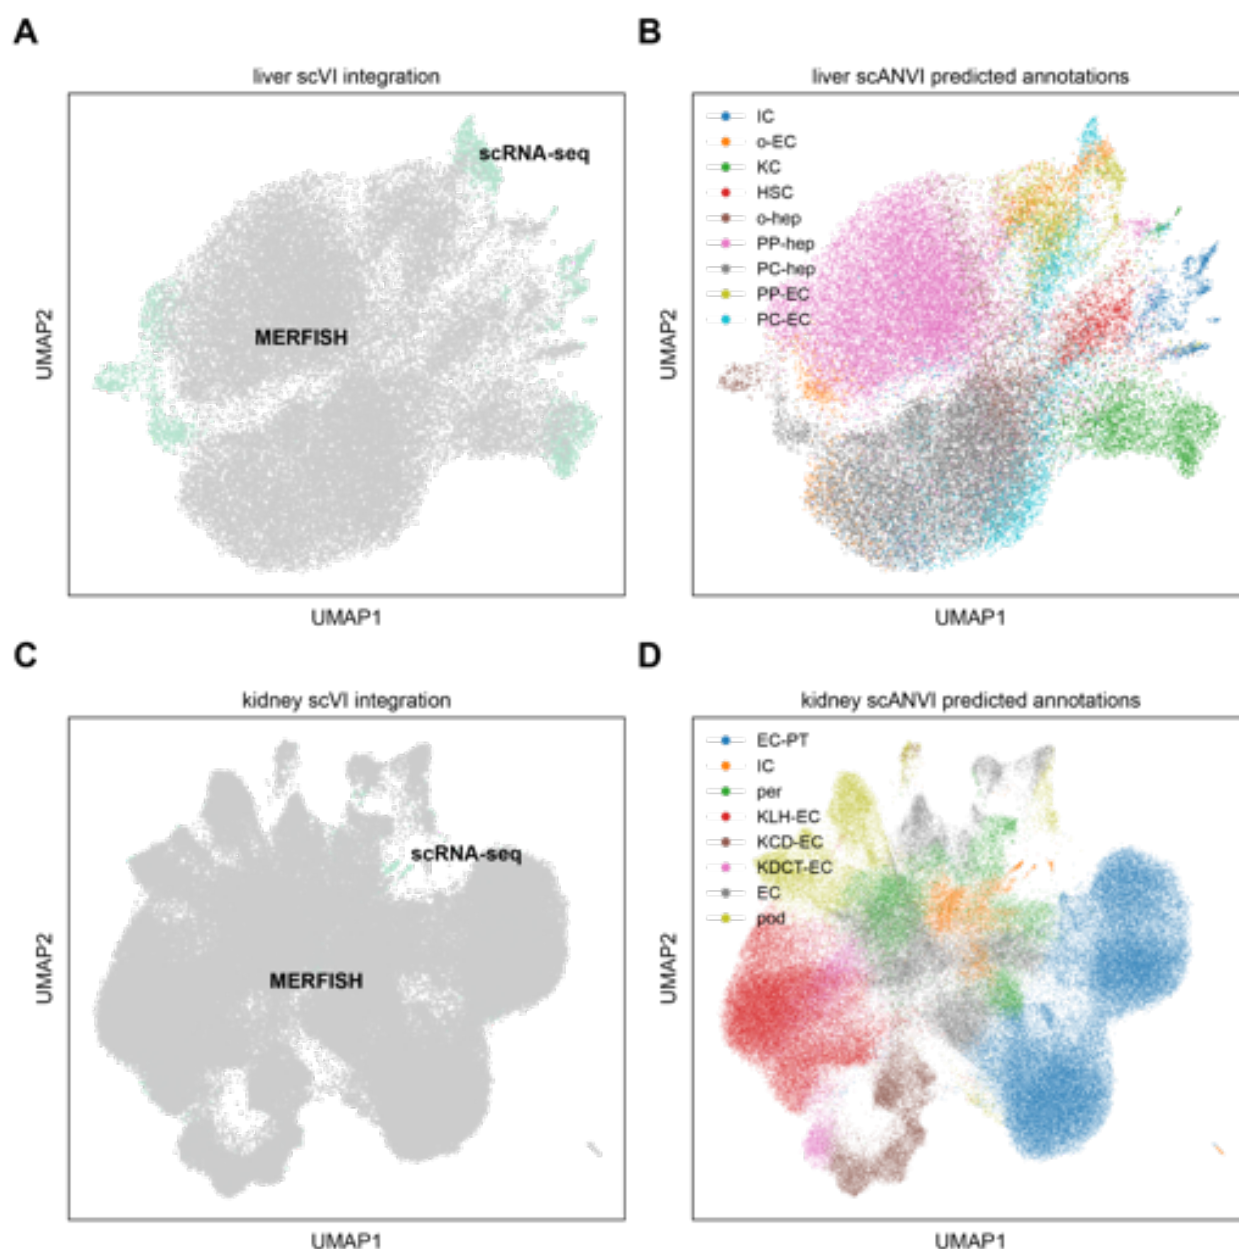 A
liver scVI integration
scRNA-seq
MERFISH
UMAP2
UMAP1
B
liver scANVI predicted annotations
IC
o-EC
KC
HSC
o-hep
PP-hep
PC-hep
PP-EC
PC-EC
UMAP2
UMAP1
C
kidney scVI integration
scRNA-seq
MERFISH
UMAP2
UMAP1
D
kidney scANVI predicted annotations
EC-PT
IC
per
KLH-EC
KCD-EC
KDCT-EC
EC
pod
UMAP2
UMAP1